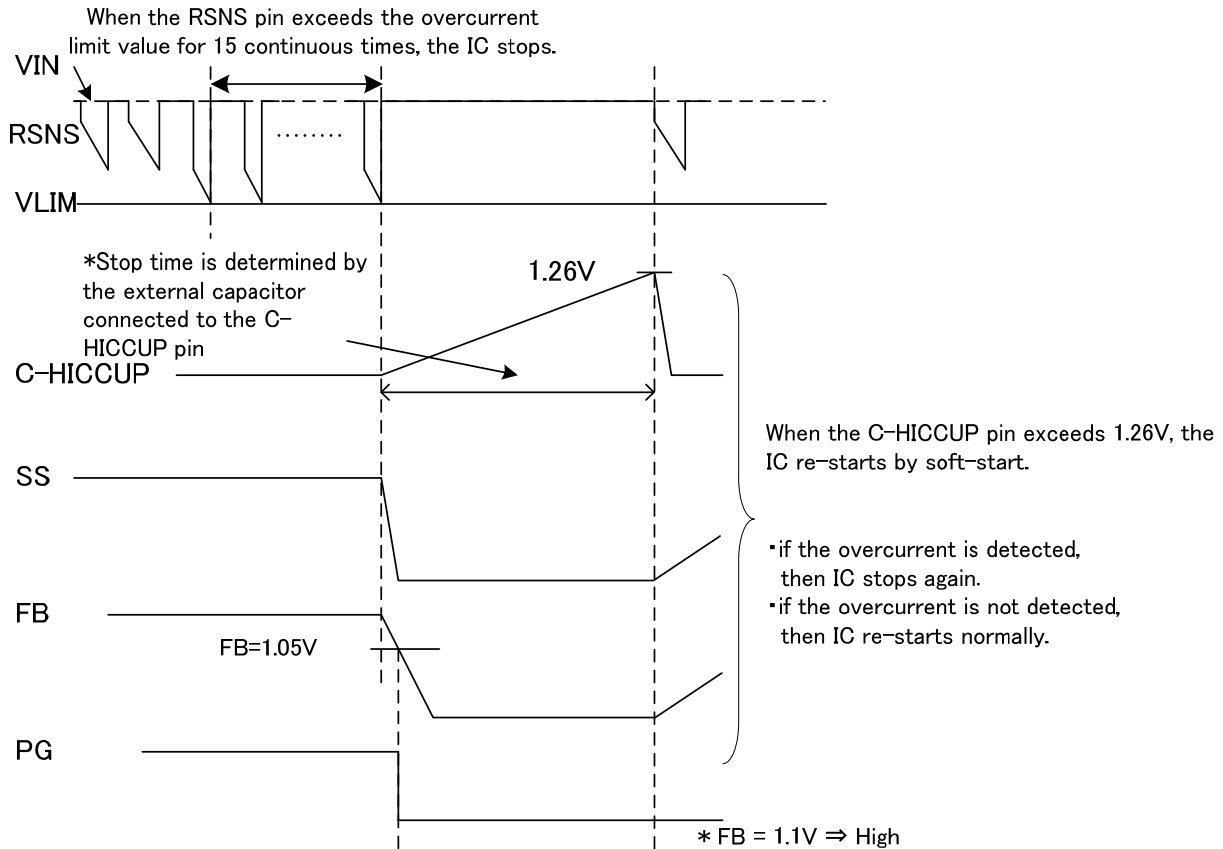 When the RSNS pin exceeds the overcurrent
limit value for 15 continuous times, the IC stops.
VIN
RSNS
........
VLIM
*Stop time is determined by
the external capacitor
connected to the C-
HICCUP pin
1.26V
C-HICCUP
When the C-HICCUP pin exceeds 1.26V, the
IC re-starts by soft-start.
SS
・if the overcurrent is detected,
then IC stops again.
・if the overcurrent is not detected,
then IC re-starts normally.
FB
FB=1.05V
PG
* FB = 1.1V ⇒ High